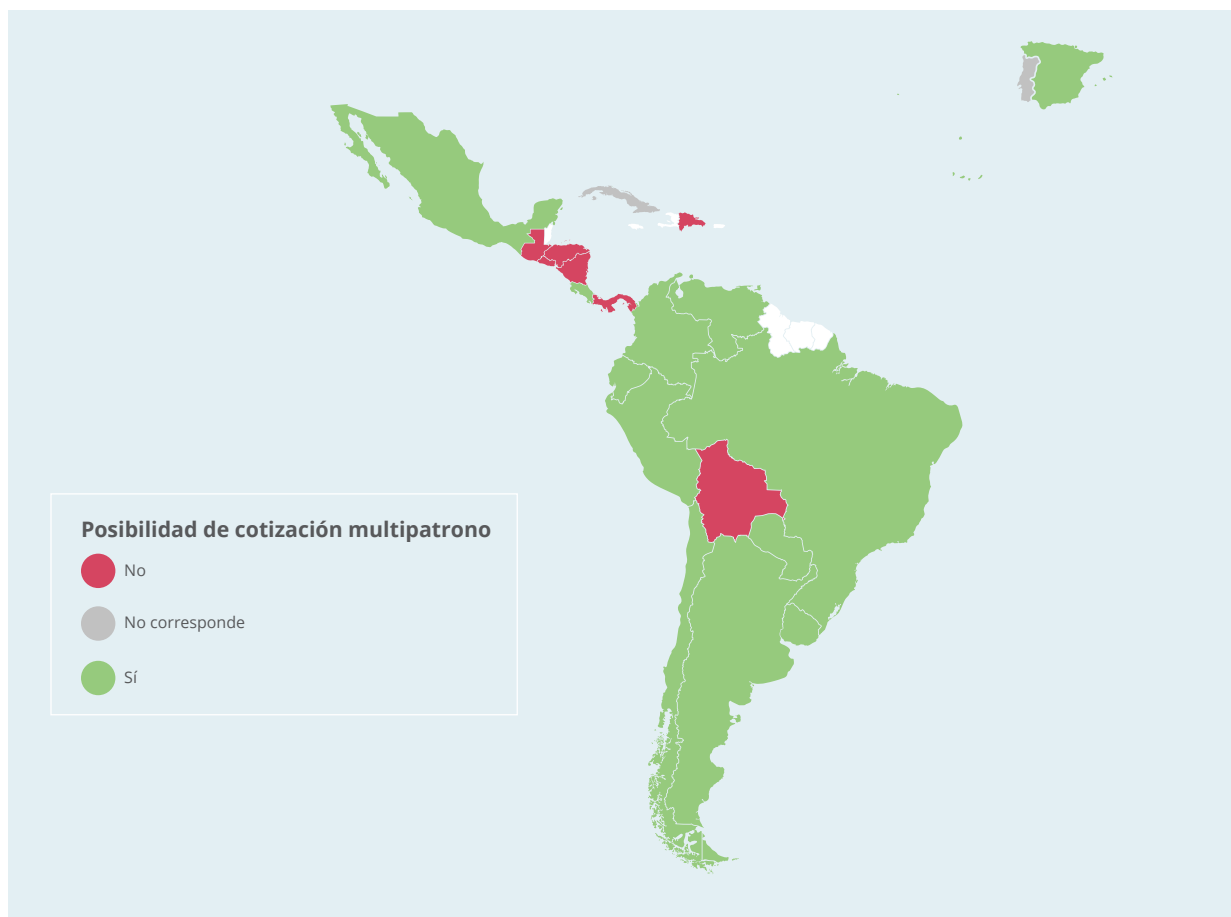 Posibilidad de cotización multipatrono
No
No corresponde
Sí